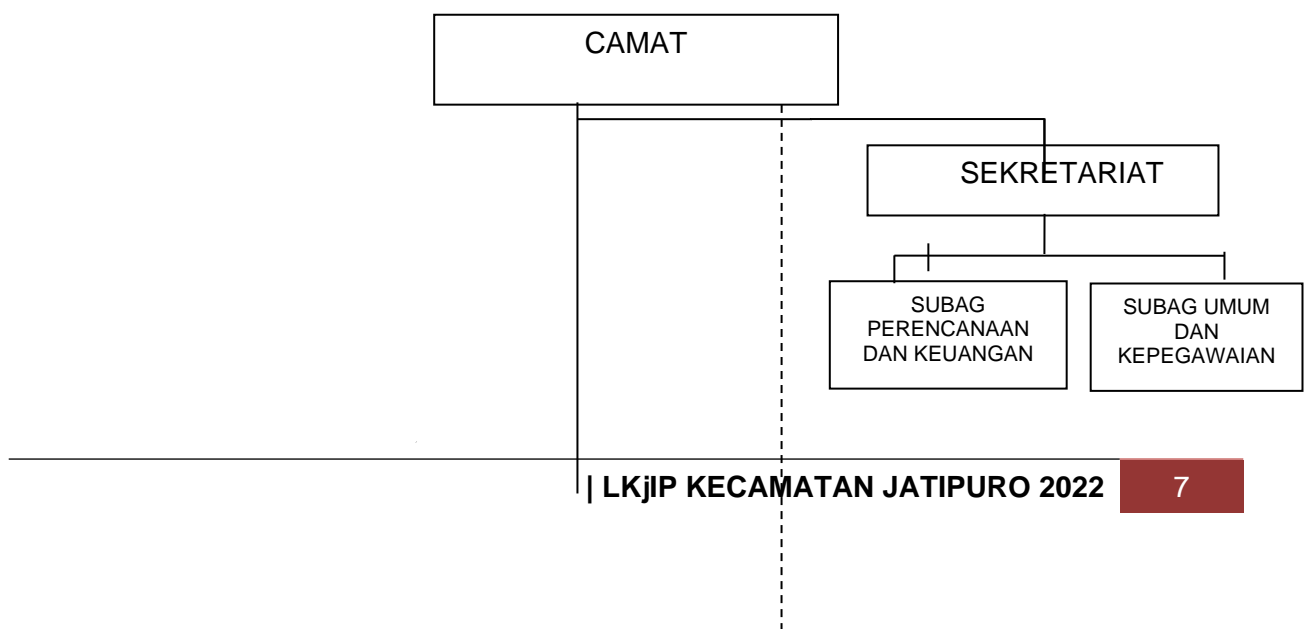 CAMAT
SEKRETARIAT
SUBAG
PERENCANAAN
DAN KEUANGAN
SUBAG UMUM
DAN
KEPEGAWAIAN
| LKjIP KECAMATAN JATIPURO 2022
7